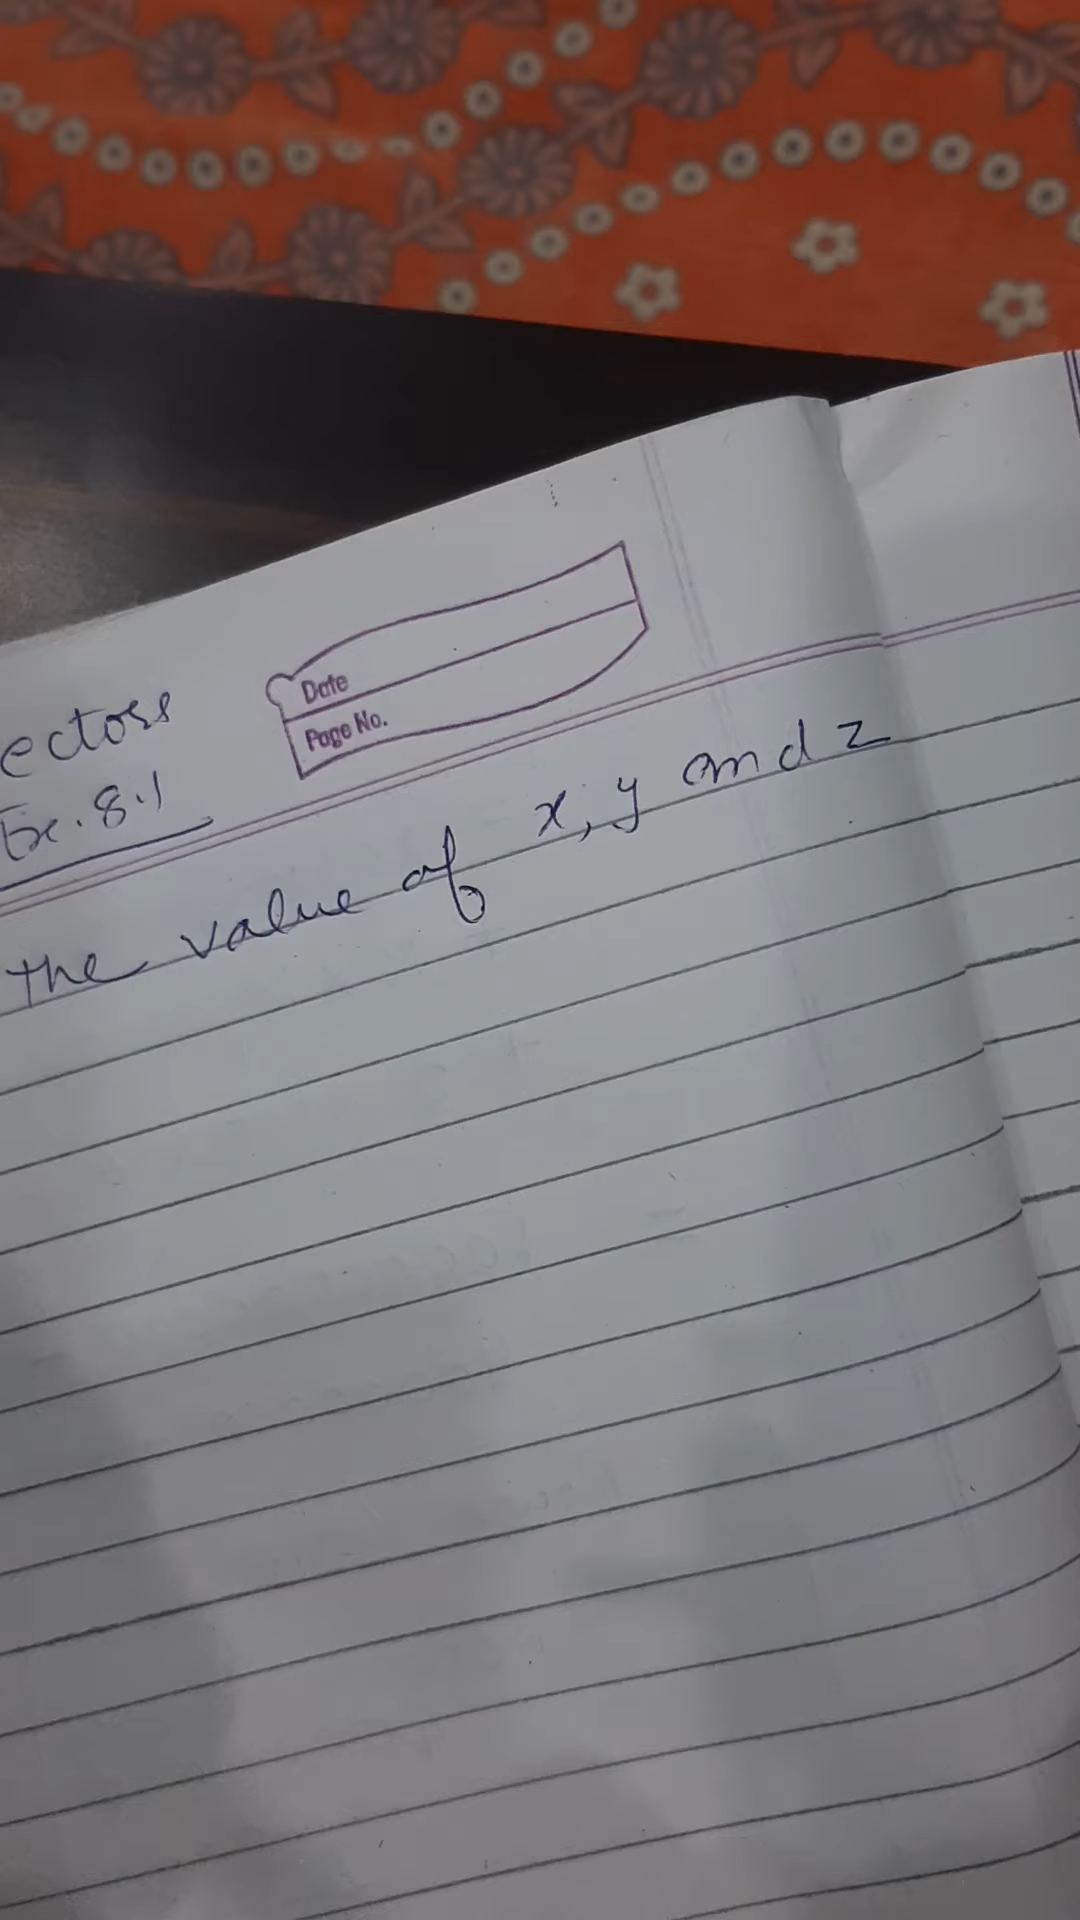 ectors
Ex. 8.1
Date
Page No.
the value of x, y and z